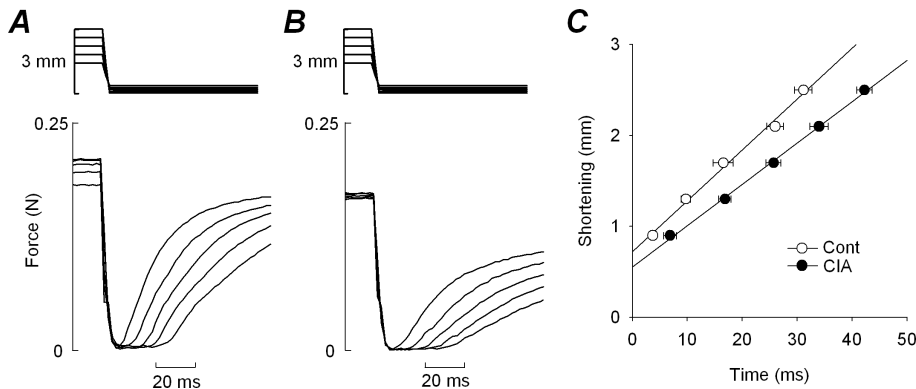 A
3 mm
0.25
Force (N)
0
20 ms
B
3 mm
0.25
0
20 ms
C
3
2
1
0
Shortening (mm)
Cont
CIA
0 10 20 30 40 50
Time (ms)